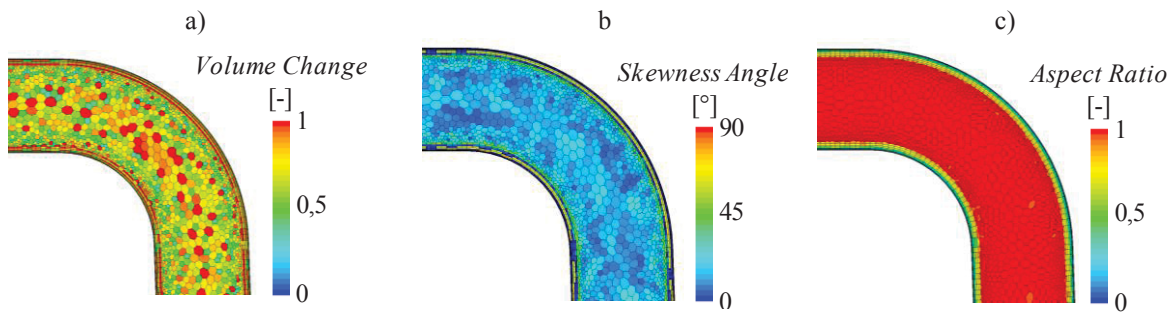 a)
b
c)
Volume Change
[-]
1
0,5
0
Skewness Angle
[°]
90
45
0
Aspect Ratio
[-]
1
0,5
0